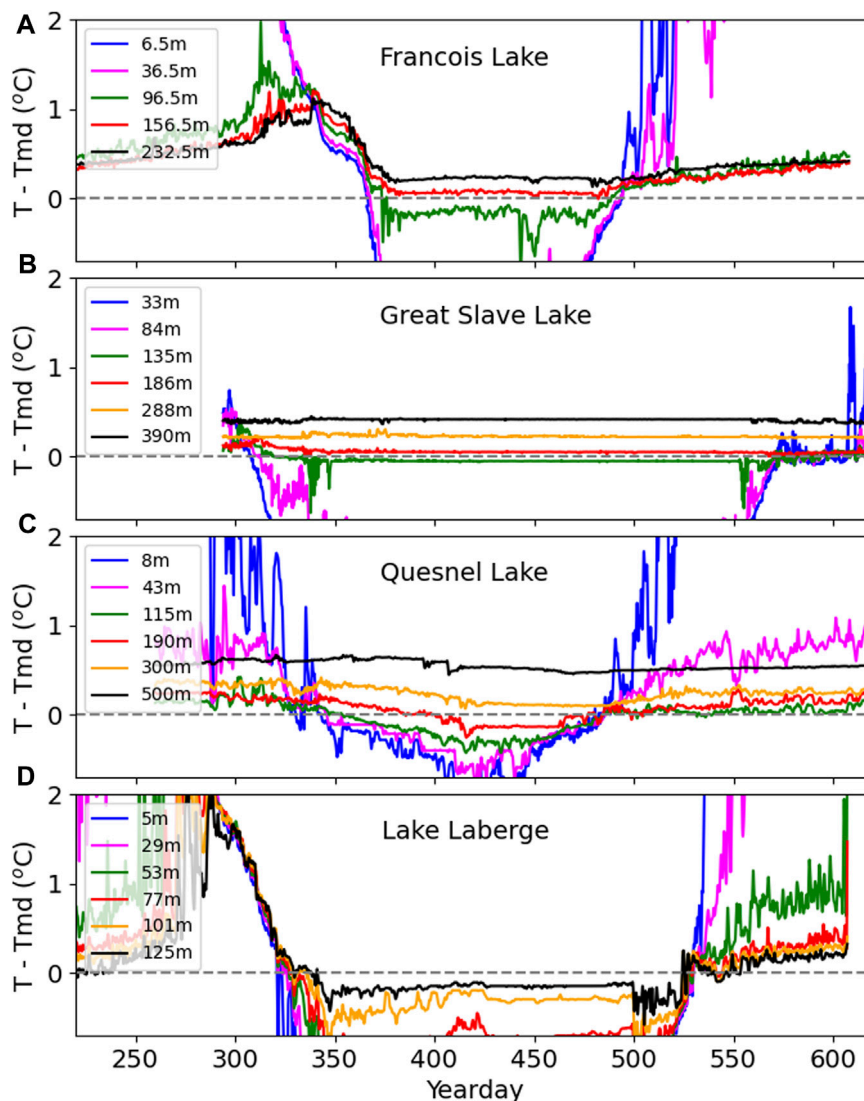 A
2
1
0
T - Tmd (°C)
6.5m
36.5m
96.5m
156.5m
232.5m
Francois Lake
B
2
1
0
T - Tmd (°C)
33m
84m
135m
186m
288m
390m
Great Slave Lake
C
2
1
0
T - Tmd (°C)
8m
43m
115m
190m
300m
500m
Quesnel Lake
D
2
1
0
T - Tmd (°C)
5m
29m
53m
77m
101m
125m
Lake Laberge
250 300 350 400 450 500 550 600
Yearday